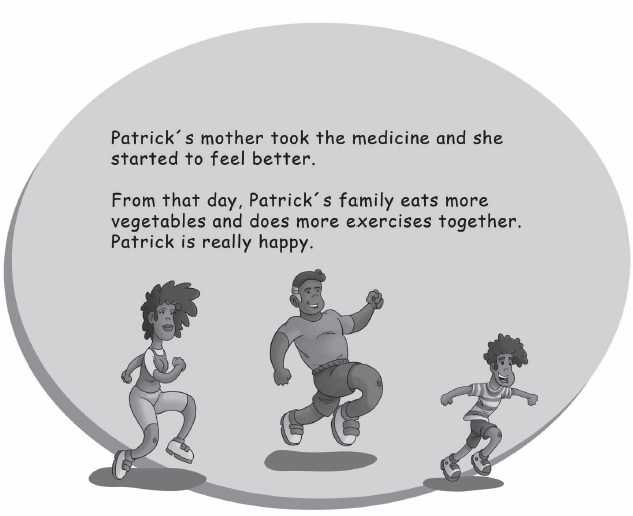 Patrick´s mother took the medicine and she
started to feel better.
From that day, Patrick´s family eats more
vegetables and does more exercises together.
Patrick is really happy.